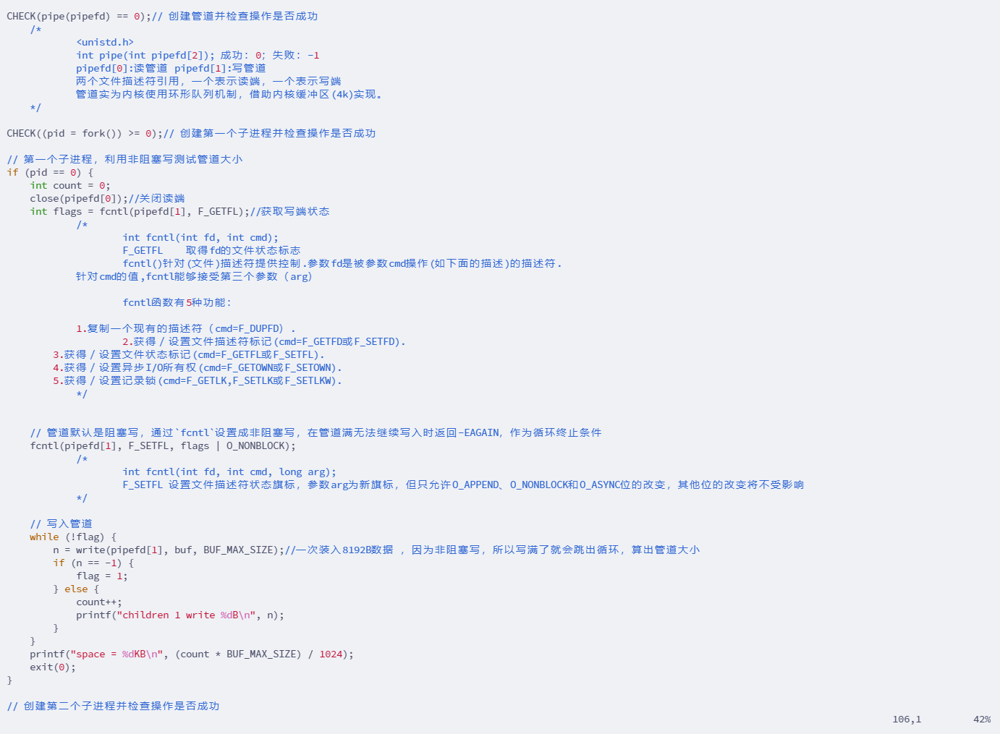 CHECK(pipe(pipefd) == 0);// 创建管道并检查操作是否成功
/*
<unistd.h>
int pipe(int pipefd[2]); 成功: 0; 失败: -1
pipefd[0]:读管道 pipefd[1]:写管道
两个文件描述符引用，一个表示读端，一个表示写端
管道实为内核使用环形队列机制，借助内核缓冲区(4k)实现。
*/
CHECK((pid = fork()) >= 0);// 创建第一个子进程并检查操作是否成功
// 第一个子进程，利用非阻塞写测试管道大小
if (pid == 0) {
int count = 0;
close(pipefd[0]);//关闭读端
int flags = fcntl(pipefd[1], F_GETFL);//获取写端状态
/*
int fcntl(int fd, int cmd);
F_GETFL    取得fd的文件状态标志
fcntl()针对(文件)描述符提供控制.参数fd是被参数cmd操作(如下面的描述)的描述符.
针对cmd的值,fcntl能够接受第三个参数（arg）
fcntl函数有5种功能:
1.复制一个现有的描述符（cmd=F_DUPFD）.
2.获得／设置文件描述符标记(cmd=F_GETFD或F_SETFD).
3.获得／设置文件状态标记(cmd=F_GETFL或F_SETFL).
4.获得／设置异步I/O所有权(cmd=F_GETOWN或F_SETOWN).
5.获得／设置记录锁(cmd=F_GETLK,F_SETLK或F_SETLKW).
*/
// 管道默认是阻塞写，通过`fcntl`设置成非阻塞写，在管道满无法继续写入时返回-EAGAIN，作为循环终止条件
fcntl(pipefd[1], F_SETFL, flags | O_NONBLOCK);
/*
int fcntl(int fd, int cmd, long arg);
F_SETFL 设置文件描述符状态旗标，参数arg为新旗标，但只允许O_APPEND、O_NONBLOCK和O_ASYNC位的改变，其他位的改变将不受影响
*/
// 写入管道
while (!flag) {
n = write(pipefd[1], buf, BUF_MAX_SIZE);//一次装入8192B数据 ，因为非阻塞写，所以写满了就会跳出循环，算出管道大小
if (n == -1) {
flag = 1;
} else {
count++;
printf("children 1 write %dB\n", n);
}
}
printf("space = %dKB\n", (count * BUF_MAX_SIZE) / 1024);
exit(0);
}
// 创建第二个子进程并检查操作是否成功
106,1         42%